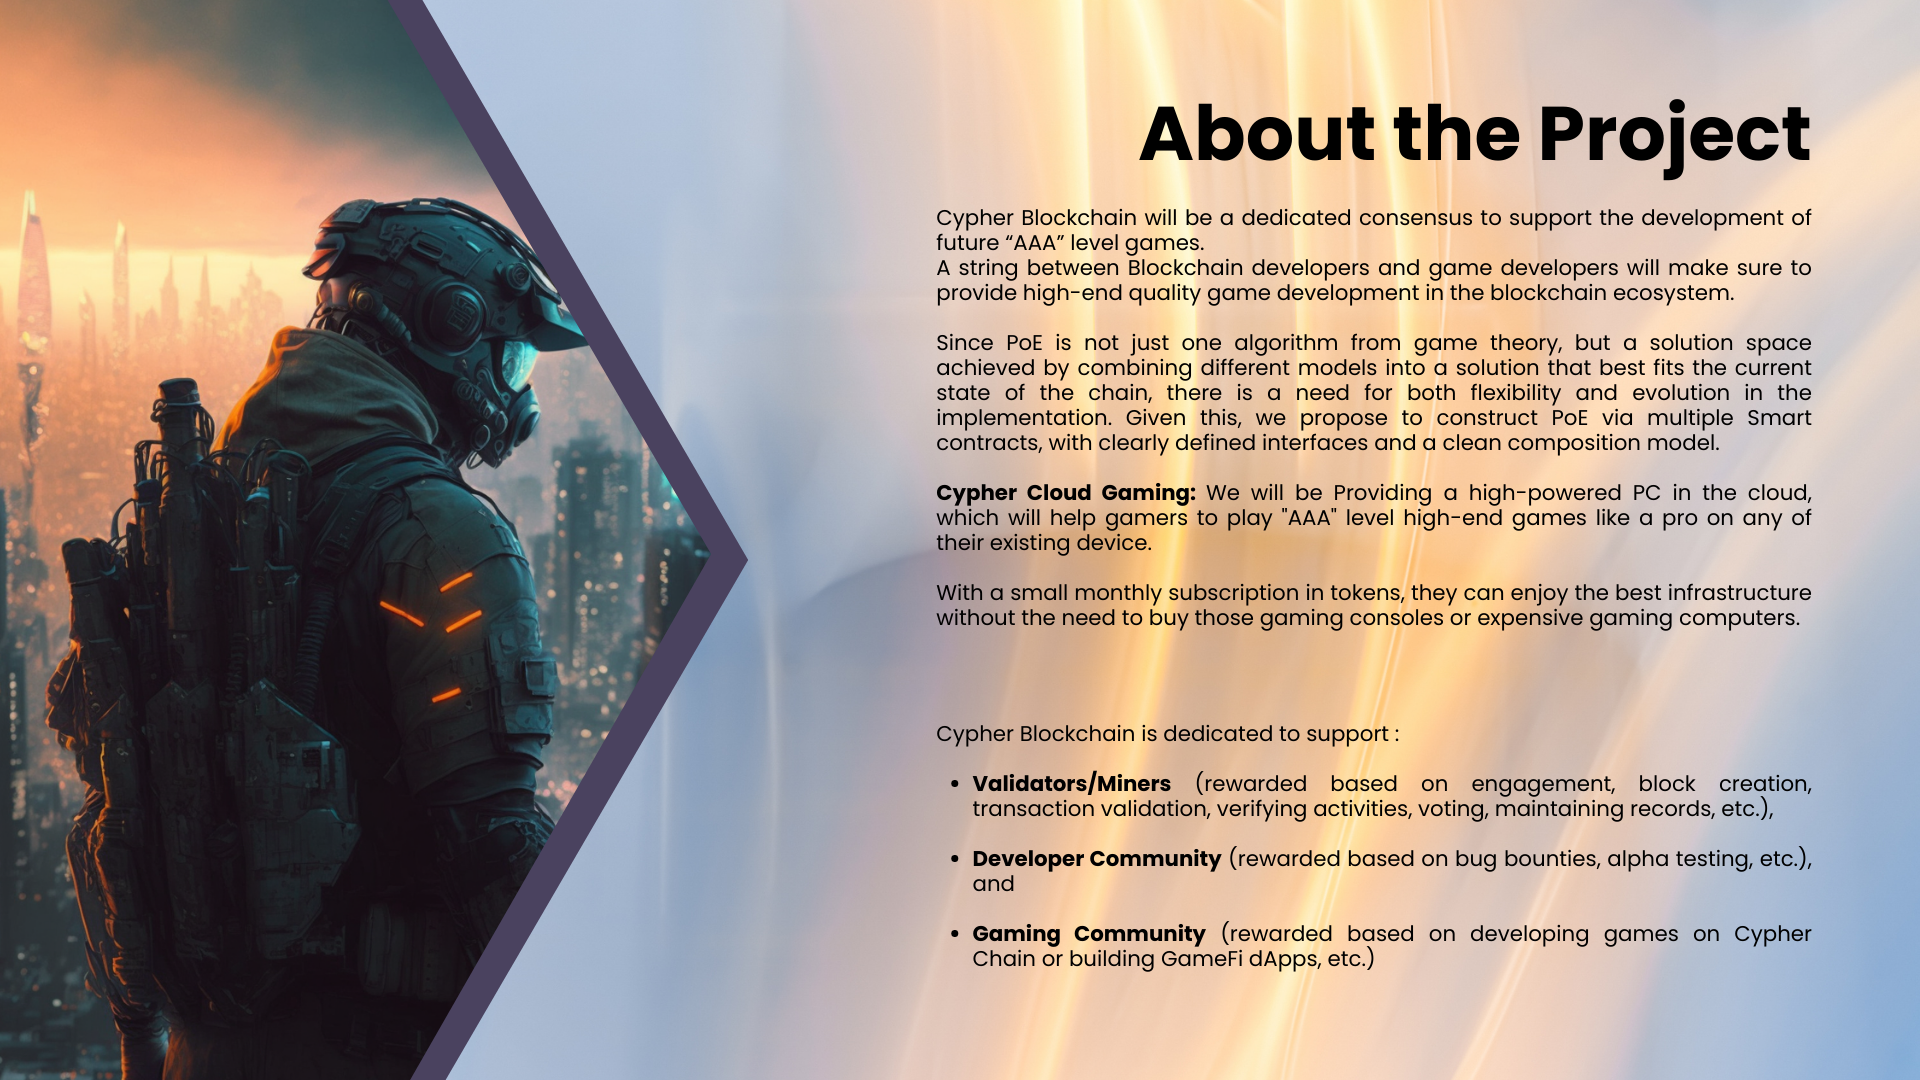 About the Project
Cypher Blockchain will be a dedicated consensus to support the development of
future “AAA” level games.
A string between Blockchain developers and game developers will make sure to
provide high-end quality game development in the blockchain ecosystem.
Since PoE is not just one algorithm from game theory, but a solution space
achieved by combining different models into a solution that best fits the current
state of the chain, there is a need for both flexibility and evolution in the
implementation. Given this, we propose to construct PoE via multiple Smart
contracts, with clearly defined interfaces and a clean composition model.
Cypher Cloud Gaming: We will be Providing a high-powered PC in the cloud,
which will help gamers to play "AAA" level high-end games like a pro on any of
their existing device.
With a small monthly subscription in tokens, they can enjoy the best infrastructure
without the need to buy those gaming consoles or expensive gaming computers.
Cypher Blockchain is dedicated to support :
• Validators/Miners (rewarded based on engagement, block creation,
transaction validation, verifying activities, voting, maintaining records, etc.),
• Developer Community (rewarded based on bug bounties, alpha testing, etc.),
and
• Gaming Community (rewarded based on developing games on Cypher
Chain or building GameFi dApps, etc.)